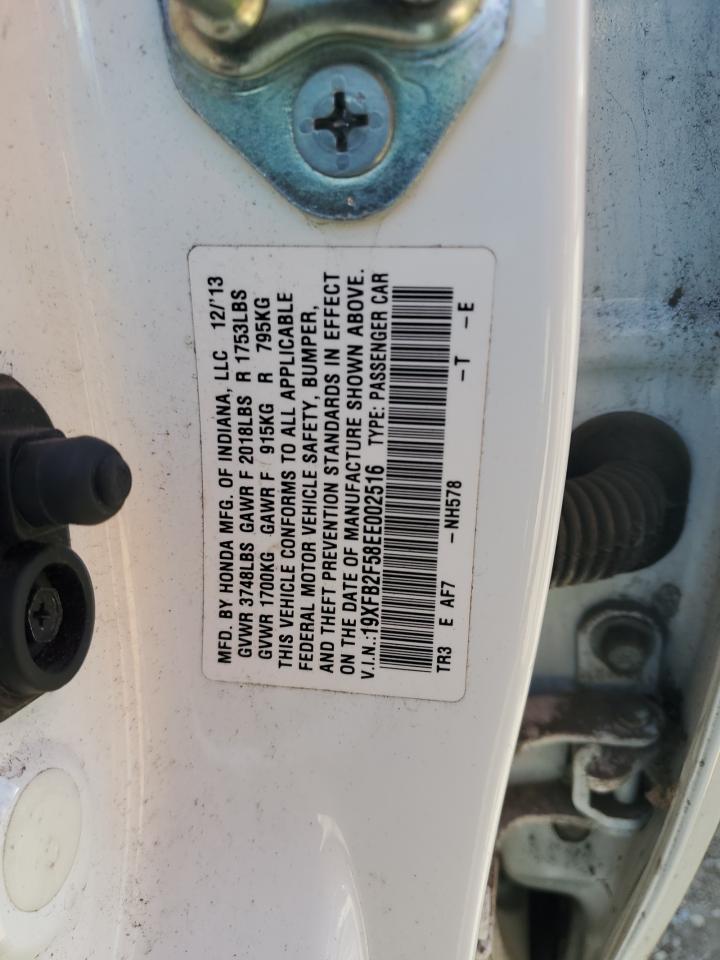 MFD. BY HONDA MFG. OF INDIANA, LLC 12/'13
GVWR 3748LBS GAWR F 2018LBS R 1753LBS
GVWR 1700KG GAWR F 915KG R 795KG
THIS VEHICLE CONFORMS TO ALL APPLICABLE
FEDERAL MOTOR VEHICLE SAFETY, BUMPER,
AND THEFT PREVENTION STANDARDS IN EFFECT
ON THE DATE OF MANUFACTURE SHOWN ABOVE.
V.I.N.:19XFB2F58EE002516 TYPE: PASSENGER CAR
TR3 E AF7 -NH578 -T -E